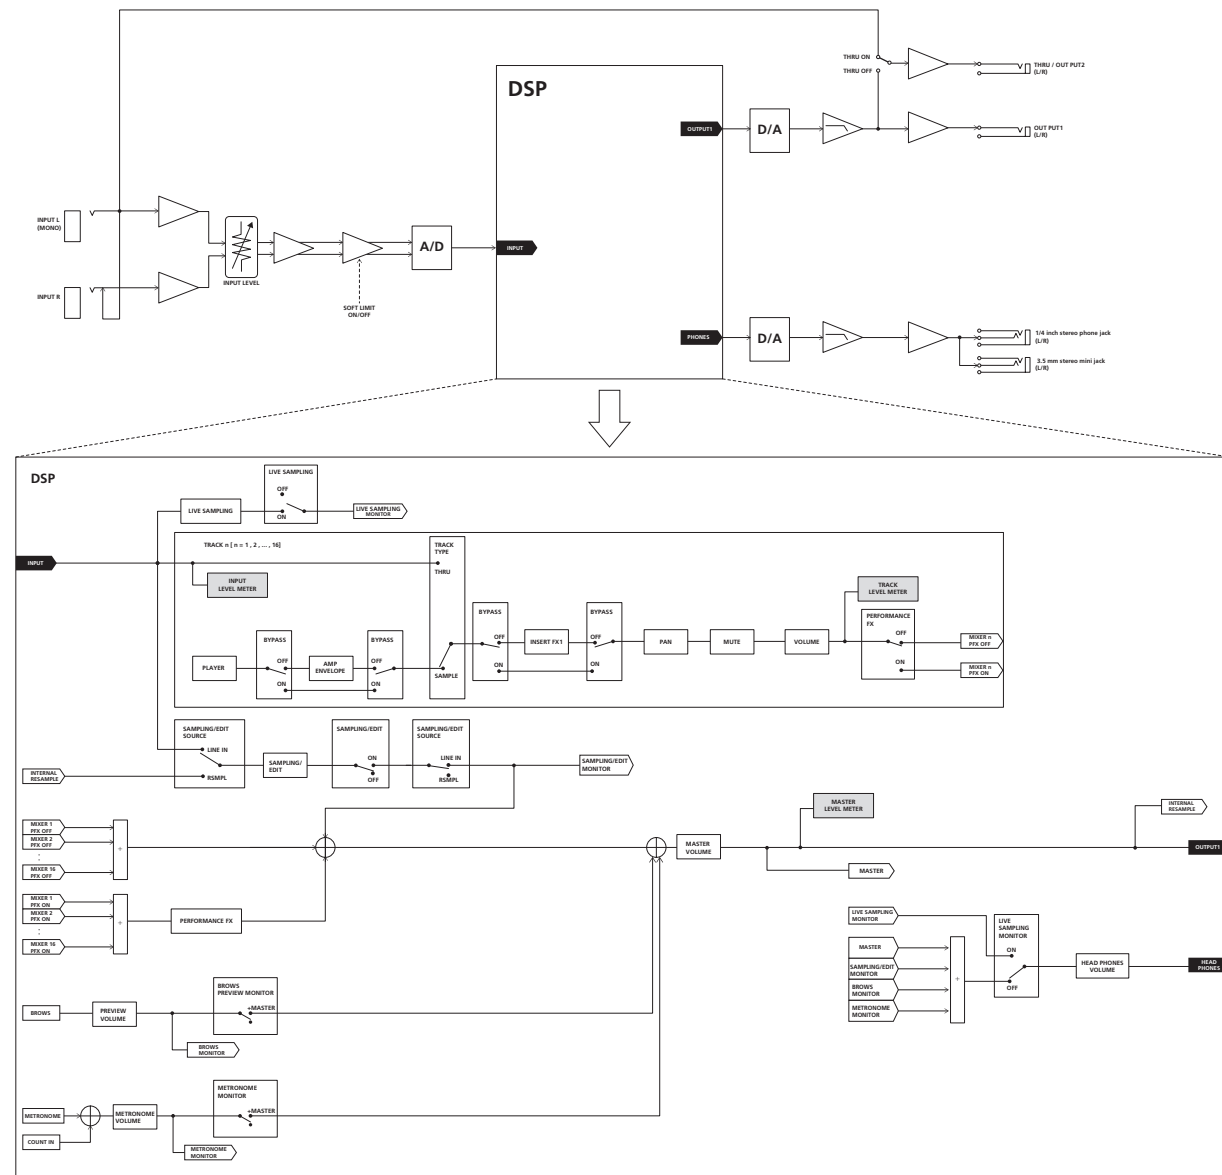 DSP
THRU ON
THRU OFF
THRU / OUT PUT2
(L/R)
OUTPUT1
D/A
OUT PUT1
(L/R)
INPUT L
(MONO)
INPUT R
INPUT LEVEL
SOFT LIMIT
ON/OFF
A/D
INPUT
PHONES
D/A
1/4 inch stereo phone jack
(L/R)
3.5 mm stereo mini jack
(L/R)
DSP
LIVE SAMPLING
LIVE SAMPLING
OFF
ON
LIVE SAMPLING
MONITOR
INPUT
TRACK n [ n = 1 , 2 , ... , 16]
INPUT
LEVEL METER
TRACK
TYPE
THRU
SAMPLE
PLAYER
BYPASS
OFF
ON
AMP
ENVELOPE
BYPASS
OFF
ON
BYPASS
OFF
ON
INSERT FX1
BYPASS
OFF
ON
PAN
MUTE
VOLUME
TRACK
LEVEL METER
PERFORMANCE
FX
OFF
ON
MIXER n
PFX OFF
MIXER n
PFX ON
INTERNAL
RESAMPLE
SAMPLING/EDIT
SOURCE
LINE IN
RSMPL
SAMPLING/
EDIT
SAMPLING/EDIT
ON
OFF
SAMPLING/EDIT
SOURCE
LINE IN
RSMPL
SAMPLING/EDIT
MONITOR
MIXER 1
PFX OFF
MIXER 2
PFX OFF
:
MIXER 16
PFX OFF
+
MIXER 1
PFX ON
MIXER 2
PFX ON
:
MIXER 16
PFX ON
+
PERFORMANCE FX
MASTER
VOLUME
MASTER
LEVEL METER
MASTER
INTERNAL
RESAMPLE
OUTPUT1
BROWS
PREVIEW
VOLUME
BROWS
PREVIEW MONITOR
+MASTER
BROWS
MONITOR
METRONOME
COUNT IN
METRONOME
VOLUME
METRONOME
MONITOR
+MASTER
METRONOME
MONITOR
LIVE SAMPLING
MONITOR
MASTER
SAMPLING/EDIT
MONITOR
BROWS
MONITOR
METRONOME
MONITOR
+
LIVE
SAMPLING
MONITOR
ON
OFF
HEAD PHONES
VOLUME
HEAD
PHONES